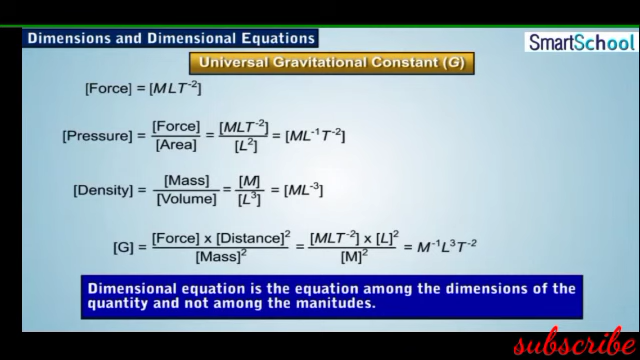 Dimensions and Dimensional Equations
SmartSchool
Universal Gravitational Constant (G)
[Force] = [MLT⁻²]
[Pressure] = [Force]/[Area] = [MLT⁻²]/[L²] = [ML⁻¹T⁻²]
[Density] = [Mass]/[Volume] = [M]/[L³] = [ML⁻³]
[G] = [Force] x [Distance]²/[Mass]² = [MLT⁻²] x [L]²/[M]² = M⁻¹L³T⁻²
Dimensional equation is the equation among the dimensions of the
quantity and not among the manitudes.
subscribe